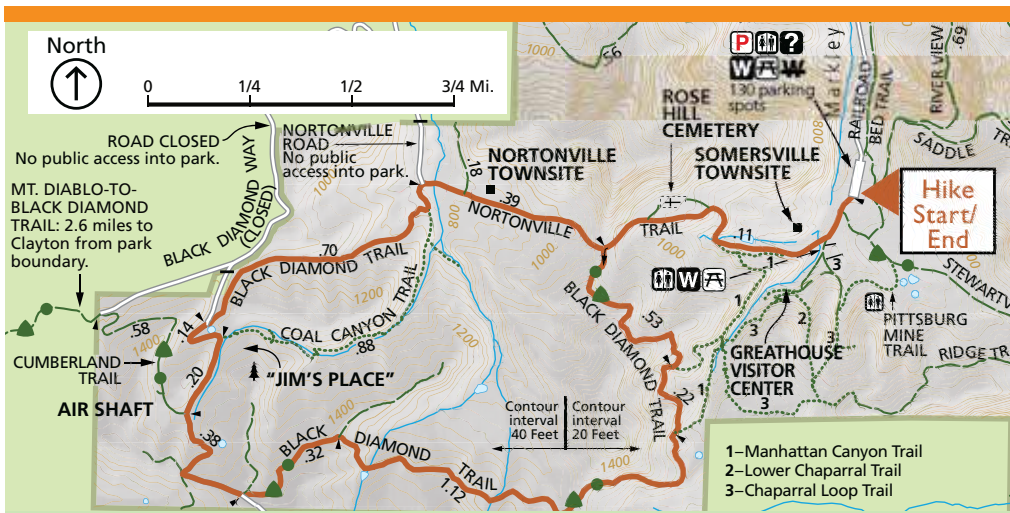 North
0 1/4 1/2 3/4 Mi.
ROAD CLOSED
No public access into park.
MT. DIABLO-TO-
BLACK DIAMOND
TRAIL: 2.6 miles to
Clayton from park
boundary.
BLACK DIAMOND WAY
(CLOSED)
NORTONVILLE
ROAD
No public
access into park.
1000
.56
1000
.18
800
NORTONVILLE
TOWNSITE
.39
NORTONVILLE
TRAIL
1000
1000
ROSE
HILL
CEMETERY
SOMERSVILLE
TOWNSITE
P ?
W
130 parking
spots
Markley
800
RAILROAD
BED TRAIL
RIVER VIEW
.69
SADDLE
TR
Hike
Start/
End
.11
1
3
W
.70
BLACK DIAMOND TRAIL
1200
COAL CANYON TRAIL
.88
1200
.14
.58
1400
CUMBERLAND
TRAIL
.20
"JIM'S PLACE"
AIR SHAFT
.38
BLACK DIAMOND TRAIL
.32
1400
1.12
BLACK DIAMOND TRAIL
.53
.22
1
1
3
2
3
3
GREATHOUSE
VISITOR
CENTER
PITTSBURG
MINE
TRAIL
STEWARTV
RIDGE TR
Contour
interval
40 Feet
Contour
interval
20 Feet
1400
1–Manhattan Canyon Trail
2–Lower Chaparral Trail
3–Chaparral Loop Trail